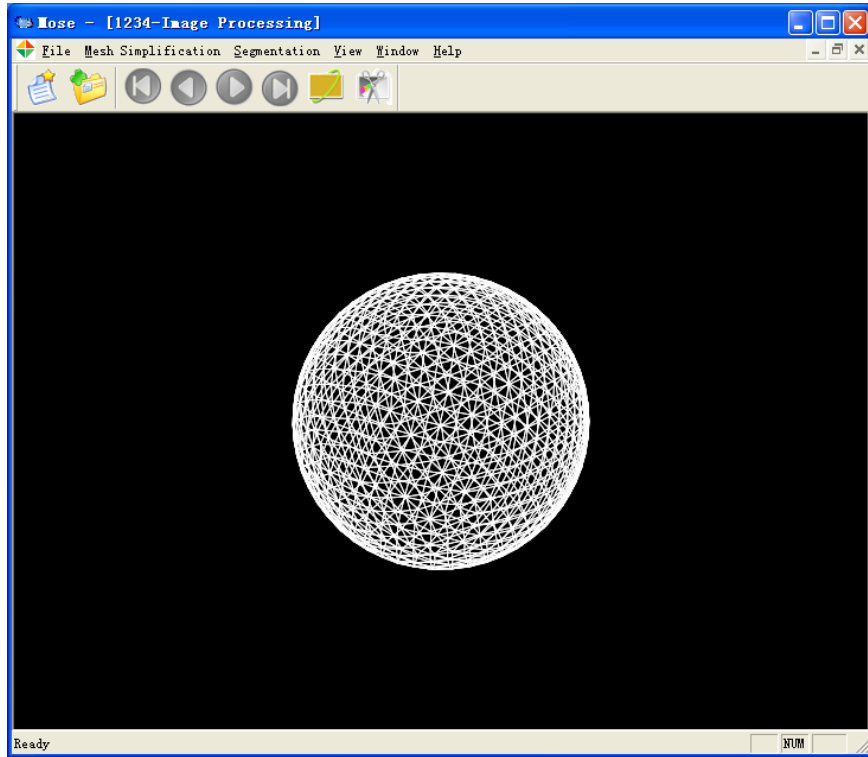 Mose - [1234-Image Processing]
File Mesh Simplification Segmentation View Window Help
Ready NUM